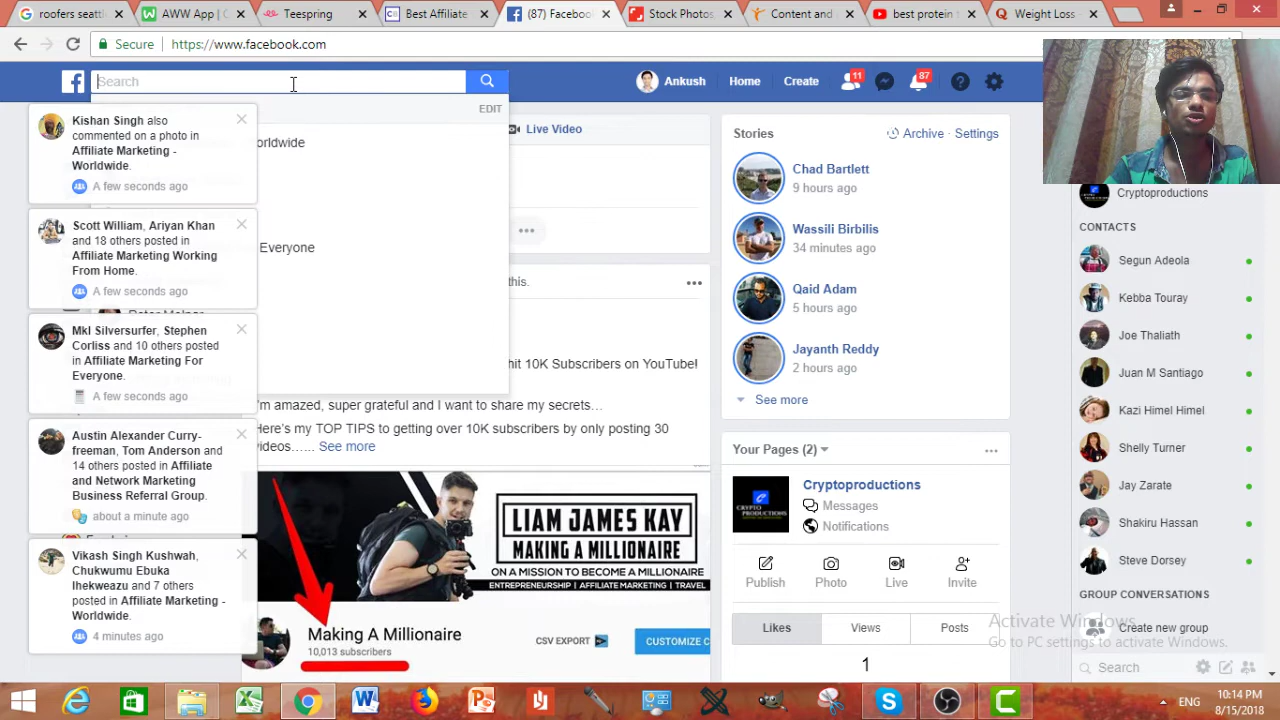 roofers seattl
AWW App | C
Teespring
Best Affiliate
(87) Faceboo
Stock Photos,
Content and
best protein
Weight Loss -
Secure
https://www.facebook.com
Search
Ankush
Home
Create
11
87
EDIT
orldwide
Everyone
Kishan Singh also
commented on a photo in
Affiliate Marketing -
Worldwide.
A few seconds ago
Scott William, Ariyan Khan
and 18 others posted in
Affiliate Marketing Working
From Home.
A few seconds ago
Mkl Silversurfer, Stephen
Corliss and 10 others posted
in Affiliate Marketing For
Everyone.
A few seconds ago
Austin Alexander Curry-
freeman, Tom Anderson and
14 others posted in Affiliate
and Network Marketing
Business Referral Group.
about a minute ago
Vikash Singh Kushwah,
Chukwumu Ebuka
Ihekweazu and 7 others
posted in Affiliate Marketing -
Worldwide.
4 minutes ago
Live Video
this.
hit 10K Subscribers on YouTube!
I'm amazed, super grateful and I want to share my secrets…
Here's my TOP TIPS to getting over 10K subscribers by only posting 30
videos…... See more
LIAM JAMES KAY
MAKING A MILLIONAIRE
ON A MISSION TO BECOME A MILLIONAIRE
ENTREPRENEURSHIP | AFFILIATE MARKETING | TRAVEL
Making A Millionaire
10,013 subscribers
CSV EXPORT
CUSTOMIZE C
Stories
Archive · Settings
Chad Bartlett
9 hours ago
Wassili Birbilis
34 minutes ago
Qaid Adam
5 hours ago
Jayanth Reddy
2 hours ago
See more
Your Pages (2)
Cryptoproductions
Messages
Notifications
Publish
Photo
Live
Invite
Likes
Views
Posts
1
Cryptoproductions
CONTACTS
Segun Adeola
Kebba Touray
Joe Thaliath
Juan M Santiago
Kazi Himel Himel
Shelly Turner
Jay Zarate
Shakiru Hassan
Steve Dorsey
GROUP CONVERSATIONS
Create new group
Search
Activate Windows
Go to PC settings to activate Windows.
ENG
10:14 PM
8/15/2018